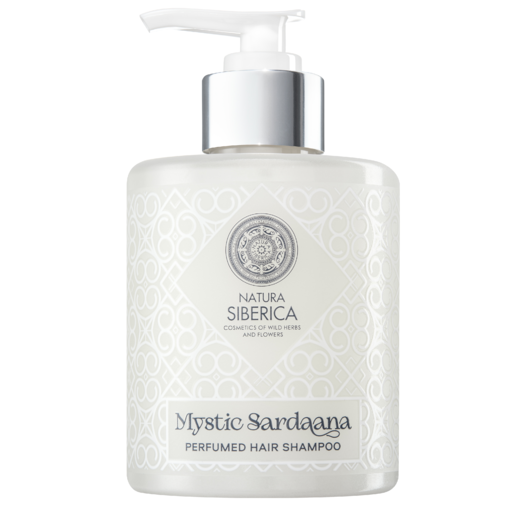 NATURA
SIBERICA
COSMETICS OF WILD HERBS
AND FLOWERS
Mystic Sardaana
PERFUMED HAIR SHAMPOO